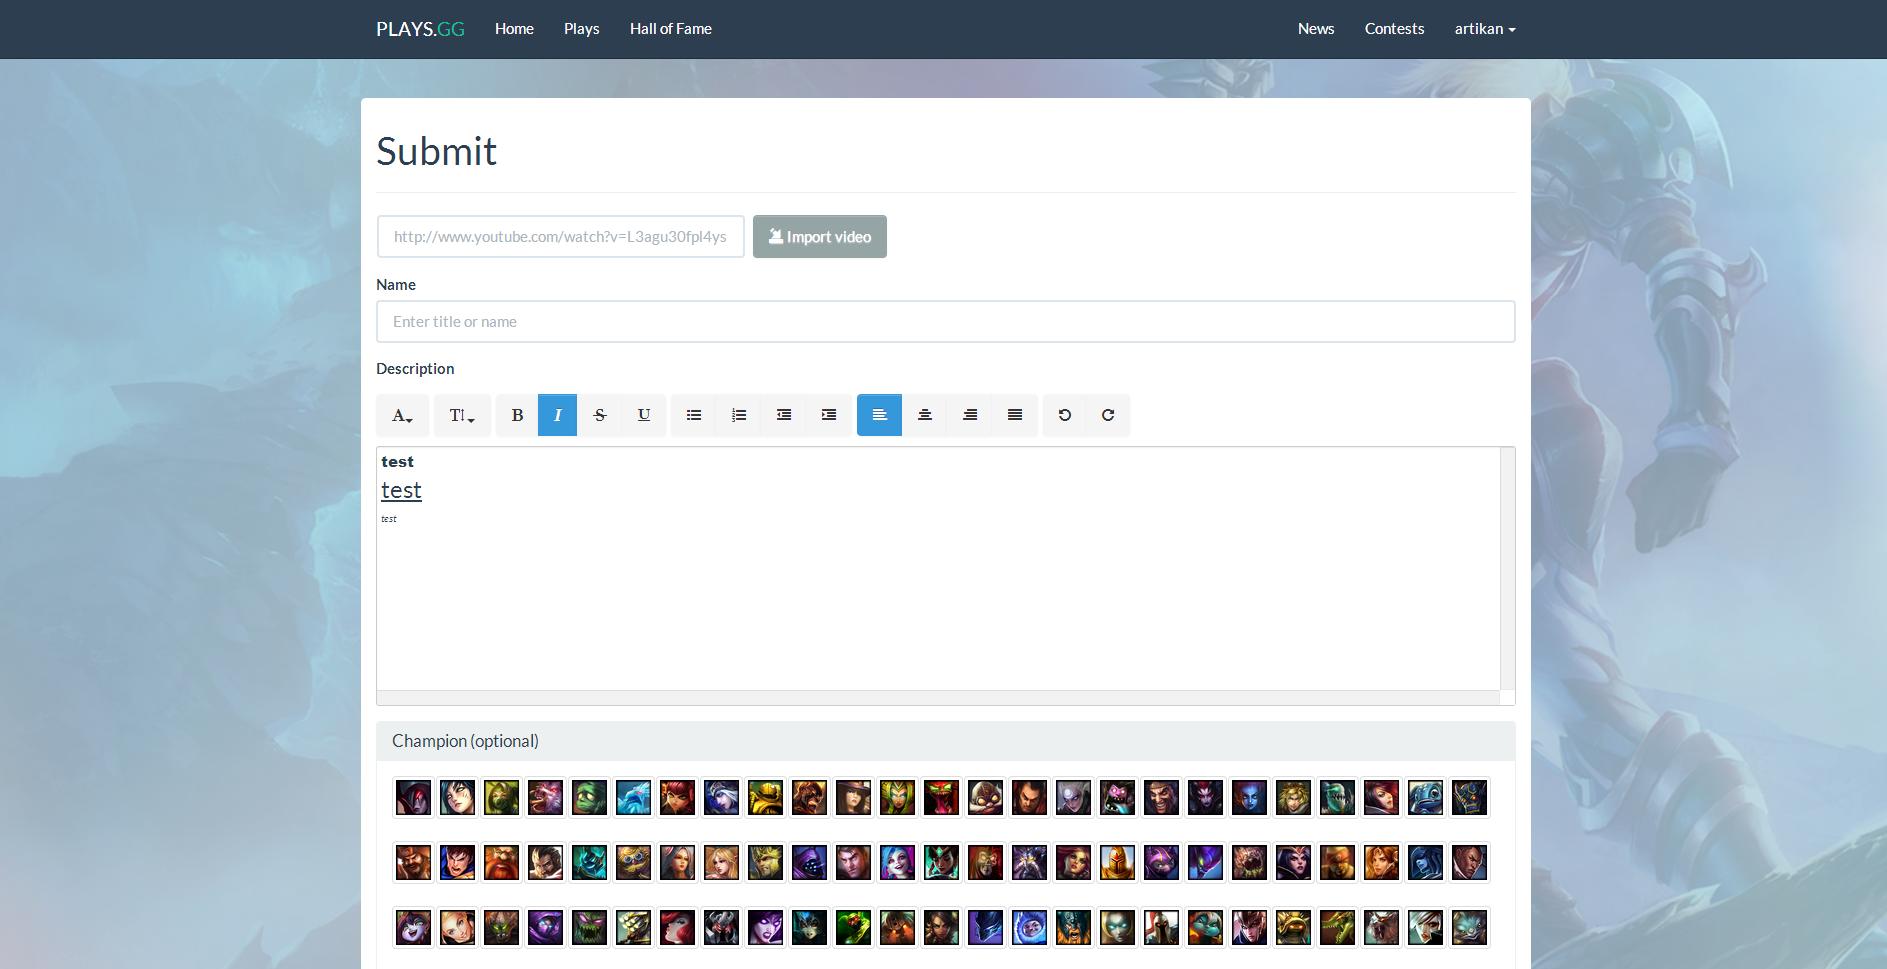 PLAYS.GG Home Plays Hall of Fame News Contests artikan
Submit
http://www.youtube.com/watch?v=L3agu30fpl4ys Import video
Name
Enter title or name
Description
A T B I S U
test
test
test
Champion (optional)